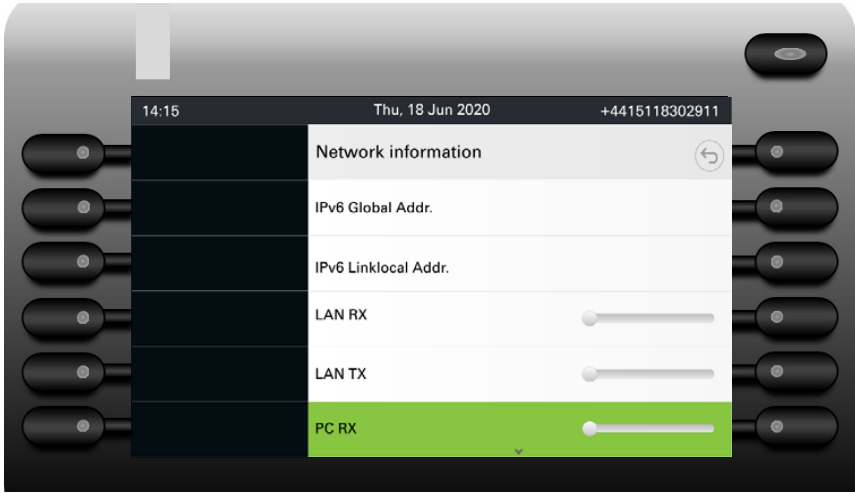 14:15 Thu, 18 Jun 2020 +4415118302911
Network information
IPv6 Global Addr.
IPv6 Linklocal Addr.
LAN RX
LAN TX
PC RX